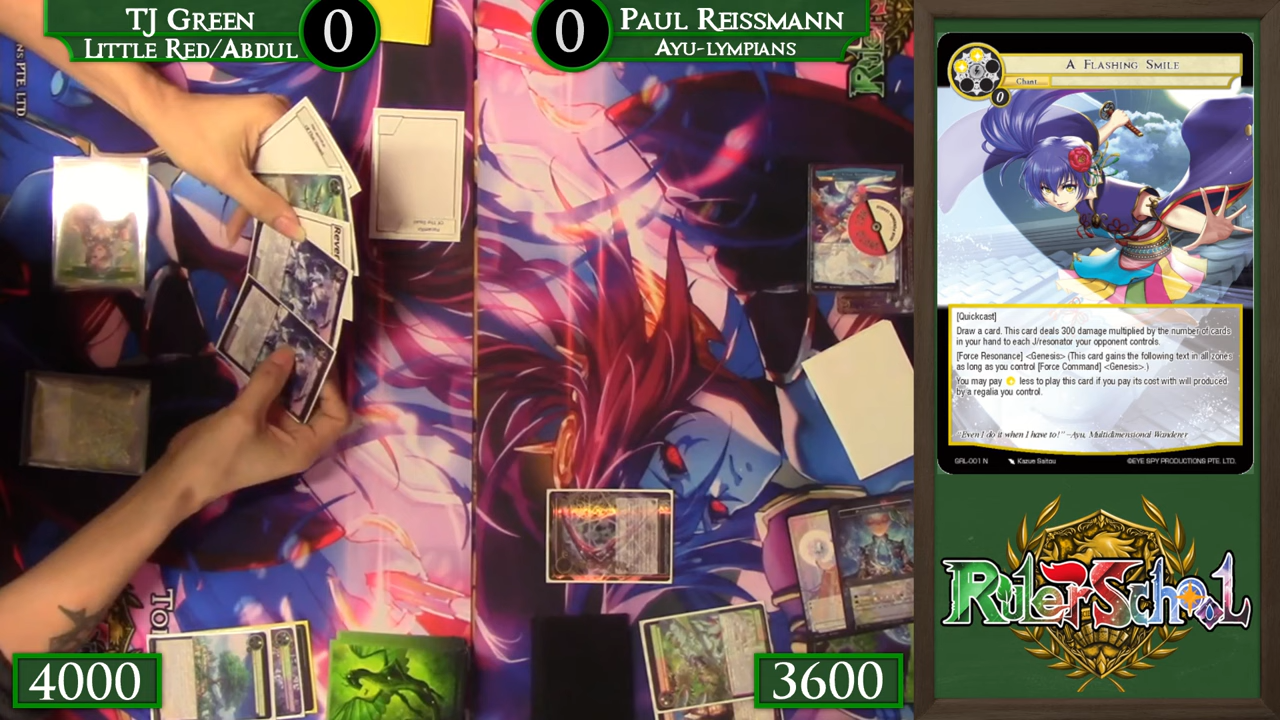 TJ Green
Little Red/Abdul
0
0
Paul Reissmann
Ayu-lympians
A Flashing Smile
Chant
0
[Quickcast]
Draw a card. This card deals 300 damage multiplied by the number of cards
in your hand to each J/resonator your opponent controls.
[Force Resonance] <Genesis> (This card gains the following text in all zones
as long as you control [Force Command] <Genesis>.)
You may pay less to play this card if you pay its cost with will produced
by a regalia you control.
"Even I do it when I have to!" –Ayu, Multidimensional Wanderer
GRL-001 N
Kazue Saitou
©EYE SPY PRODUCTIONS PTE. LTD.
Ruler School
4000
3600
NS PTE. LTD